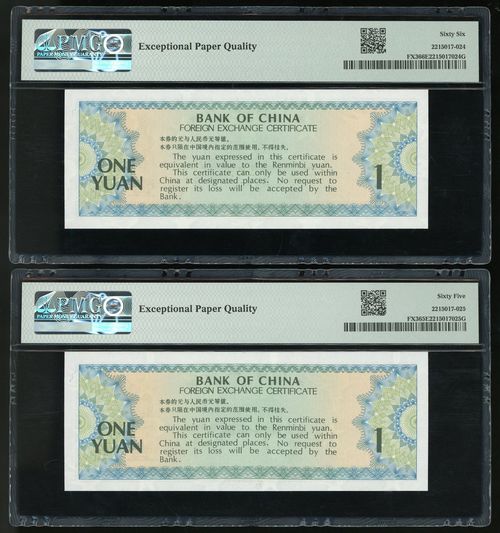 PMG
PAPER MONEY GUARANTY
Exceptional Paper Quality
Sixty Six
2215017-024
FX366E2215017024G
BANK OF CHINA
FOREIGN EXCHANGE CERTIFICATE
本券的元与人民币元等值。
本券只限在中国境内指定的范围使用,不得挂失。
The yuan expressed in this certificate is
equivalent in value to the Renminbi yuan.
This certificate can only be used within
China at designated places. No request to
register its loss will be accepted by the
Bank.
ONE
YUAN
1
PMG
PAPER MONEY GUARANTY
Exceptional Paper Quality
Sixty Five
2215017-025
FX365E2215017025G
BANK OF CHINA
FOREIGN EXCHANGE CERTIFICATE
本券的元与人民币元等值。
本券只限在中国境内指定的范围使用,不得挂失。
The yuan expressed in this certificate is
equivalent in value to the Renminbi yuan.
This certificate can only be used within
China at designated places. No request to
register its loss will be accepted by the
Bank.
ONE
YUAN
1